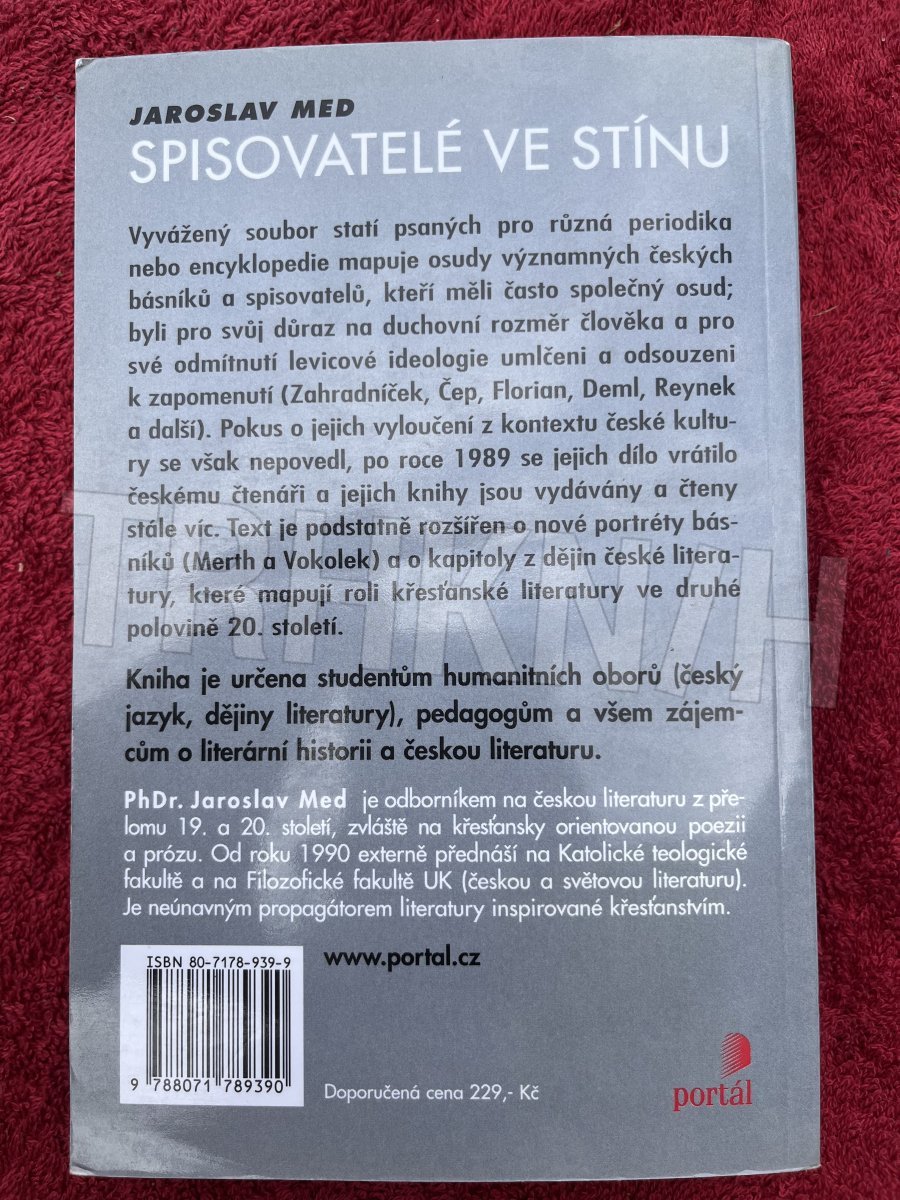 JAROSLAV MED
SPISOVATELÉ VE STÍNU
Vyvážený soubor statí psaných pro různá periodika
nebo encyklopedie mapuje osudy významných českých
básníků a spisovatelů, kteří měli často společný osud;
byli pro svůj důraz na duchovní rozměr člověka a pro
své odmítnutí levicové ideologie umlčeni a odsouzeni
k zapomenutí (Zahradníček, Čep, Florian, Deml, Reynek
a další). Pokus o jejich vyloučení z kontextu české kultu-
ry se však nepovedl, po roce 1989 se jejich dílo vrátilo
českému čtenáři a jejich knihy jsou vydávány a čteny
stále víc. Text je podstatně rozšířen o nové portréty bás-
níků (Merth a Vokolek) a o kapitoly z dějin české litera-
tury, které mapují roli křesťanské literatury ve druhé
polovině 20. století.
Kniha je určena studentům humanitních oborů (český
jazyk, dějiny literatury), pedagogům a všem zájem-
cům o literární historii a českou literaturu.
PhDr. Jaroslav Med je odborníkem na českou literaturu z pře-
lomu 19. a 20. století, zvláště na křesťansky orientovanou poezii
a prózu. Od roku 1990 externě přednáší na Katolické teologické
fakultě a na Filozofické fakultě UK (českou a světovou literaturu).
Je neúnavným propagátorem literatury inspirované křesťanstvím.
ISBN 80-7178-939-9
www.portal.cz
9 788071 789390
Doporučená cena 229,- Kč
portál
TRHKNIH